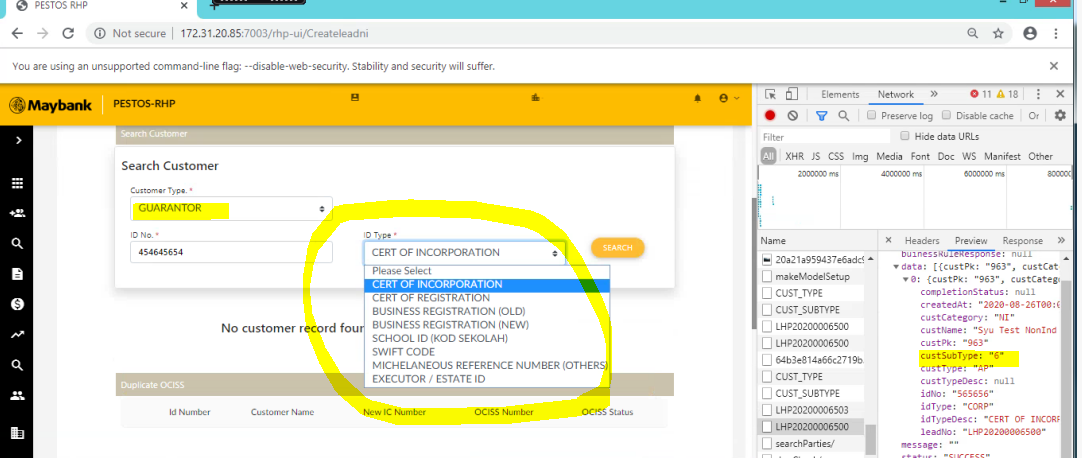 PESTOS RHP
Not secure | 172.31.20.85:7003/rhp-ui/Createleadni
You are using an unsupported command-line flag: --disable-web-security. Stability and security will suffer.
Maybank PESTOS-RHP
Search Customer
Search Customer
Customer Type. *
GUARANTOR
ID No. *
ID Type *
454645654
CERT OF INCORPORATION
SEARCH
Please Select
CERT OF INCORPORATION
CERT OF REGISTRATION
BUSINESS REGISTRATION (OLD)
BUSINESS REGISTRATION (NEW)
SCHOOL ID (KOD SEKOLAH)
SWIFT CODE
MICHELANEOUS REFERENCE NUMBER (OTHERS)
EXECUTOR / ESTATE ID
No customer record foun
Duplicate OCISS
Id Number Customer Name New IC Number OCISS Number OCISS Status
Elements Network » 11 18
Preserve log Disable cache Or
Filter Hide data URLs
All XHR JS CSS Img Media Font Doc WS Manifest Other
2000000 ms 4000000 ms 6000000 ms 800000
Name
20a21a959437e6adc9
makeModelSetup
CUST_TYPE
CUST_SUBTYPE
LHP20200006500
LHP20200006500
64b3e814a66c2719b.
CUST_TYPE
CUST_SUBTYPE
LHP20200006503
LHP20200006500
searchParties/
Headers Preview Response »
buinessRuleResponse: null
data: [{custPk: "963", custCat
0: {custPk: "963", custCateg
completionStatus: null
createdAt: "2020-08-26T00:0
custCategory: "NI"
custName: "Syu Test NonInd
custPk: "963"
custSubType: "6"
custType: "AP"
custTypeDesc: null
idNo: "565656"
idType: "CORP"
idTypeDesc: "CERT OF INCORP
leadNo: "LHP20200006500"
message: ""
status: "SUCCESS"